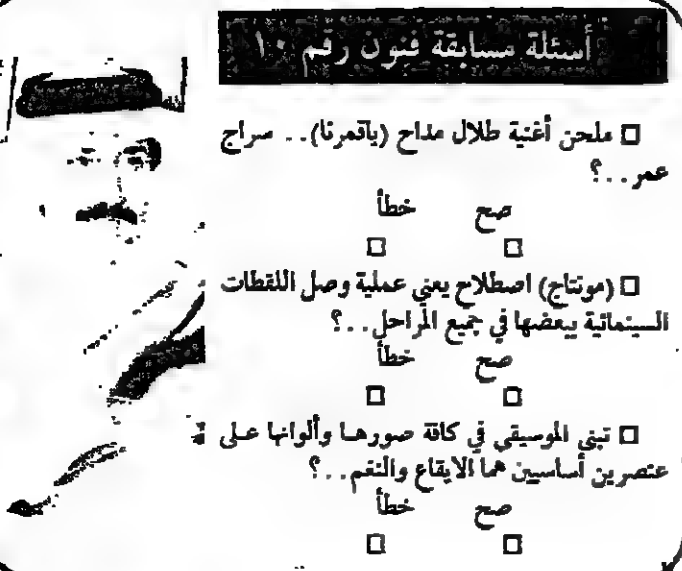 أسئلة مسابقة فنون رقم ١٠
□ ملحن أغنية طلال مداح (ياقمرنا).. سراج
عمر..؟
صح خطأ
□ □
□ (مونتاج) اصطلاح يعني عملية وصل اللقطات
السينمائية ببعضها في جميع المراحل..؟
صح خطأ
□ □
□ تبنى الموسيقي في كافة صورها وألوانها على
عنصرين أساسيين هما الايقاع والنغم..؟
صح خطأ
□ □